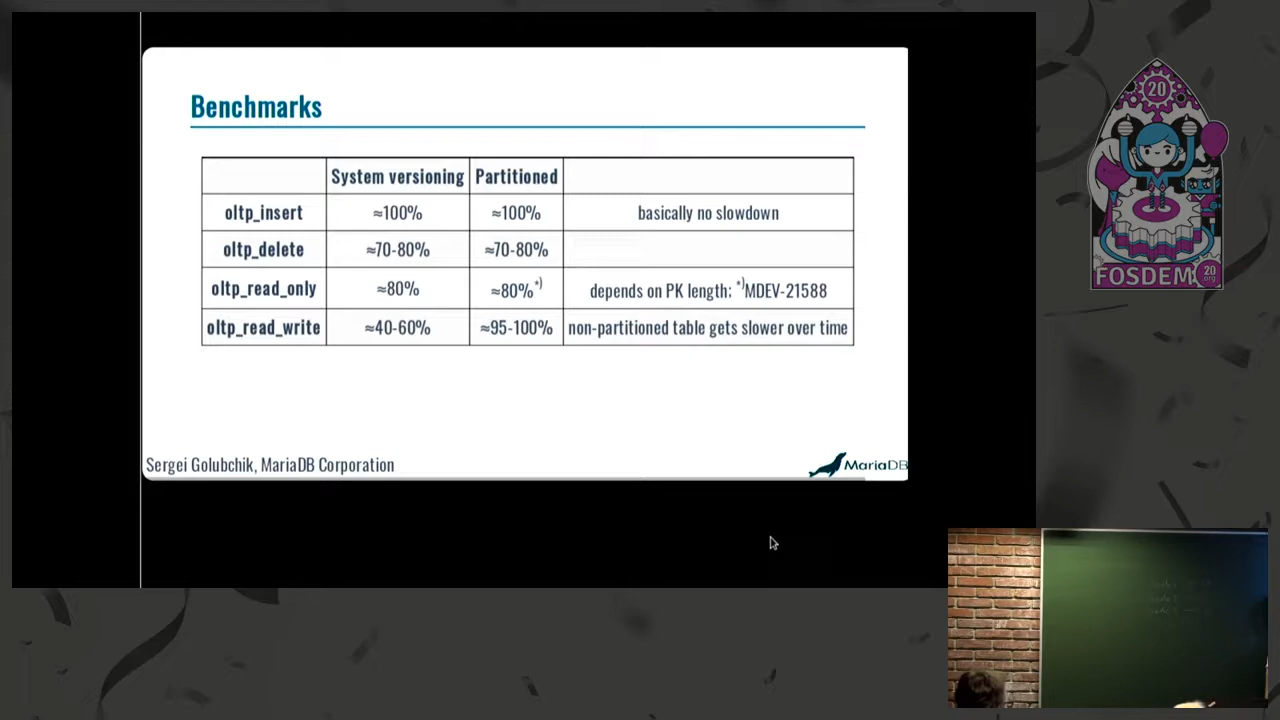 Benchmarks
System versioning Partitioned
oltp_insert ≈100% ≈100% basically no slowdown
oltp_delete ≈70-80% ≈70-80%
oltp_read_only ≈80% ≈80%*) depends on PK length: *)MDEV-21588
oltp_read_write ≈40-60% ≈95-100% non-partitioned table gets slower over time
Sergei Golubchik, MariaDB Corporation
MariaDB
20
FOSDEM 20 .org